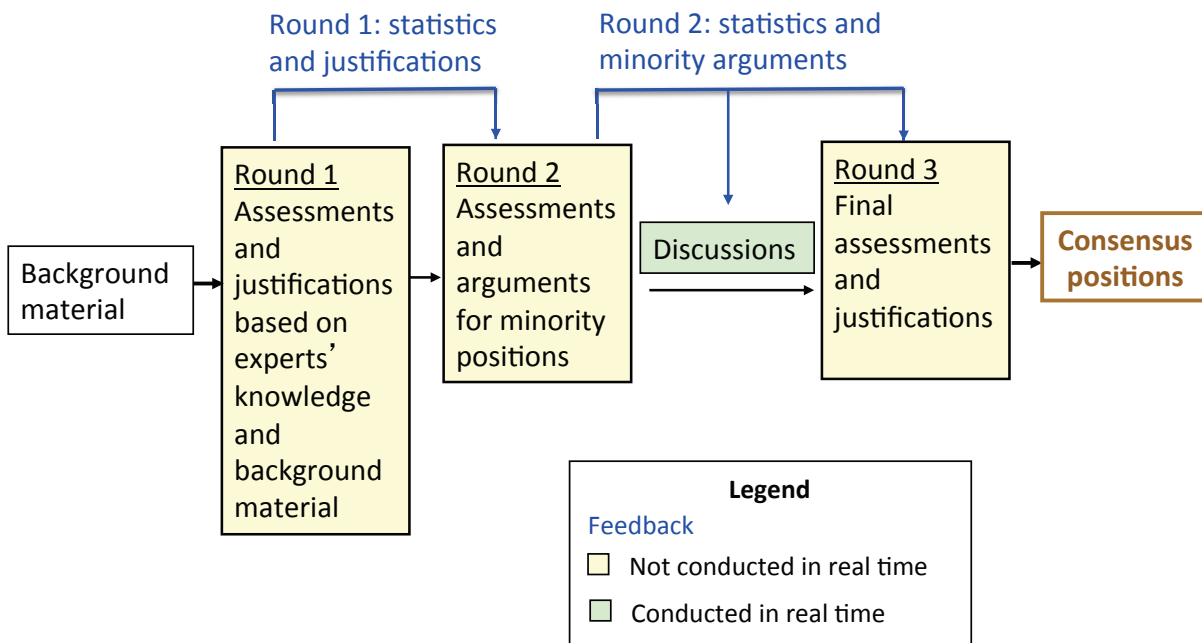 Round 1: statistics
and justifications
Round 2: statistics and
minority arguments
Background
material
Round 1
Assessments
and
justifications
based on
experts’
knowledge
and
background
material
Round 2
Assessments
and
arguments
for minority
positions
Discussions
Round 3
Final
assessments
and
justifications
Consensus
positions
Legend
Feedback
Not conducted in real time
Conducted in real time